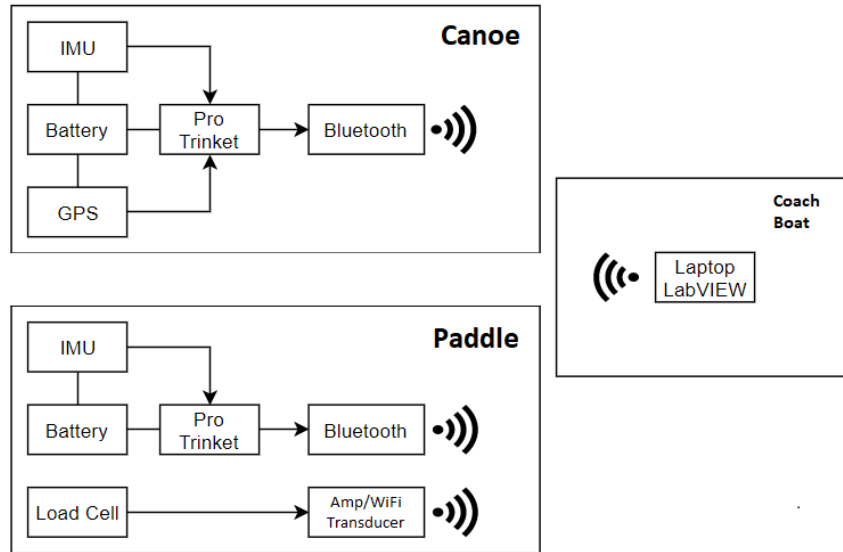 Canoe
IMU
Battery
Pro
Trinket
Bluetooth
GPS
Coach
Boat
Laptop
LabVIEW
Paddle
IMU
Battery
Pro
Trinket
Bluetooth
Load Cell
Amp/WiFi
Transducer